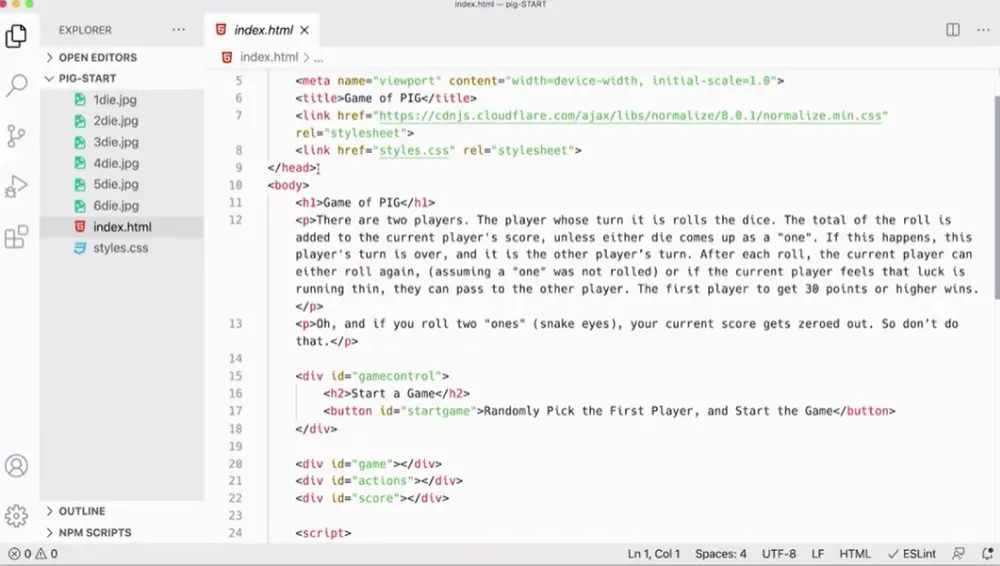 index.html — pig-START
EXPLORER
OPEN EDITORS
PIG-START
1die.jpg
2die.jpg
3die.jpg
4die.jpg
5die.jpg
6die.jpg
index.html
styles.css
OUTLINE
NPM SCRIPTS
index.html
index.html > ...
5 <meta name="viewport" content="width=device-width, initial-scale=1.0">
6 <title>Game of PIG</title>
7 <link href="https://cdnjs.cloudflare.com/ajax/libs/normalize/8.0.1/normalize.min.css"
rel="stylesheet">
8 <link href="styles.css" rel="stylesheet">
9 </head>
10 <body>
11 <h1>Game of PIG</h1>
12 <p>There are two players. The player whose turn it is rolls the dice. The total of the roll is
added to the current player's score, unless either die comes up as a "one". If this happens, this
player's turn is over, and it is the other player's turn. After each roll, the current player can
either roll again, (assuming a "one" was not rolled) or if the current player feels that luck is
running thin, they can pass to the other player. The first player to get 30 points or higher wins.
</p>
13 <p>Oh, and if you roll two "ones" (snake eyes), your current score gets zeroed out. So don’t do
that.</p>
14
15 <div id="gamecontrol">
16 <h2>Start a Game</h2>
17 <button id="startgame">Randomly Pick the First Player, and Start the Game</button>
18 </div>
19
20 <div id="game"></div>
21 <div id="actions"></div>
22 <div id="score"></div>
23
24 <script>
0 0 Ln 1, Col 1 Spaces: 4 UTF-8 LF HTML ESLint